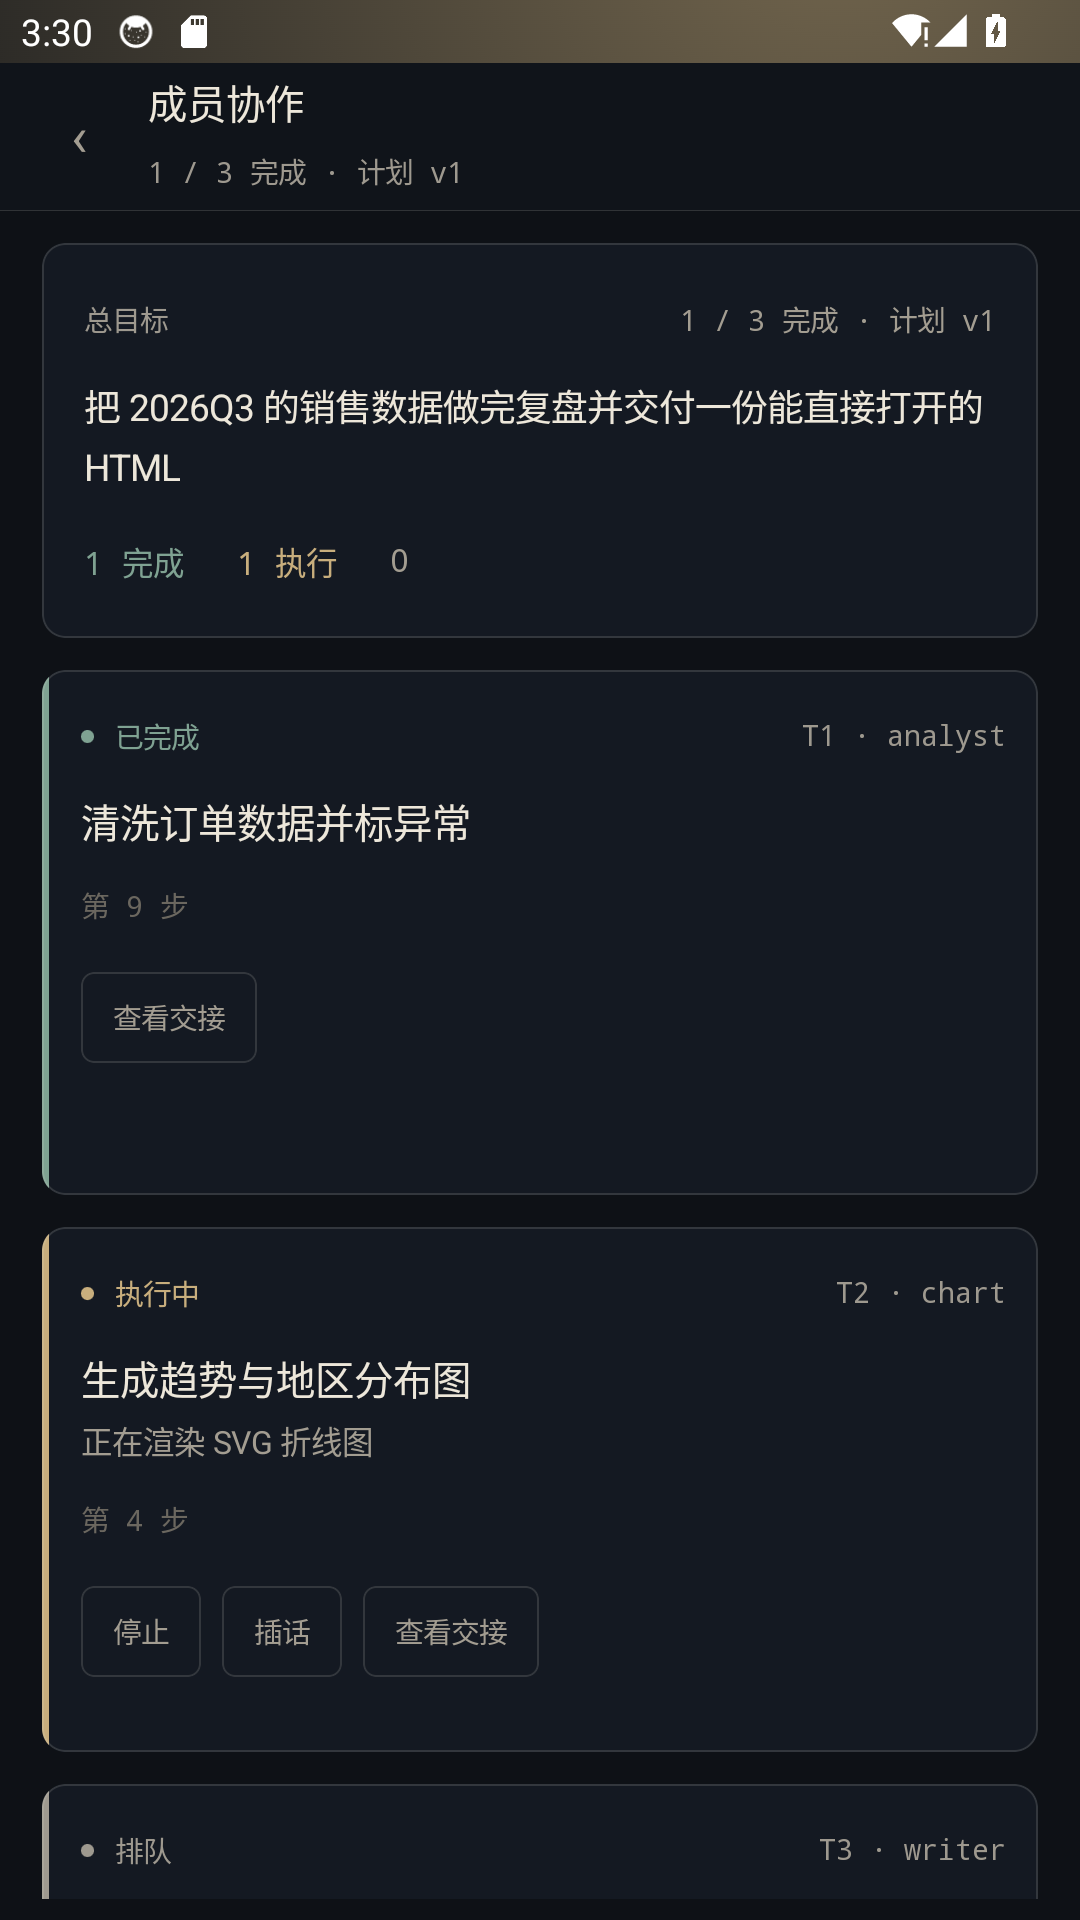 3:30
成员协作
1 / 3 完成 · 计划 v1
总目标
1 / 3 完成 · 计划 v1
把 2026Q3 的销售数据做完复盘并交付一份能直接打开的
HTML
1 完成 1 执行 0
已完成
T1 · analyst
清洗订单数据并标异常
第 9 步
查看交接
执行中
T2 · chart
生成趋势与地区分布图
正在渲染 SVG 折线图
第 4 步
停止 插话 查看交接
排队
T3 · writer